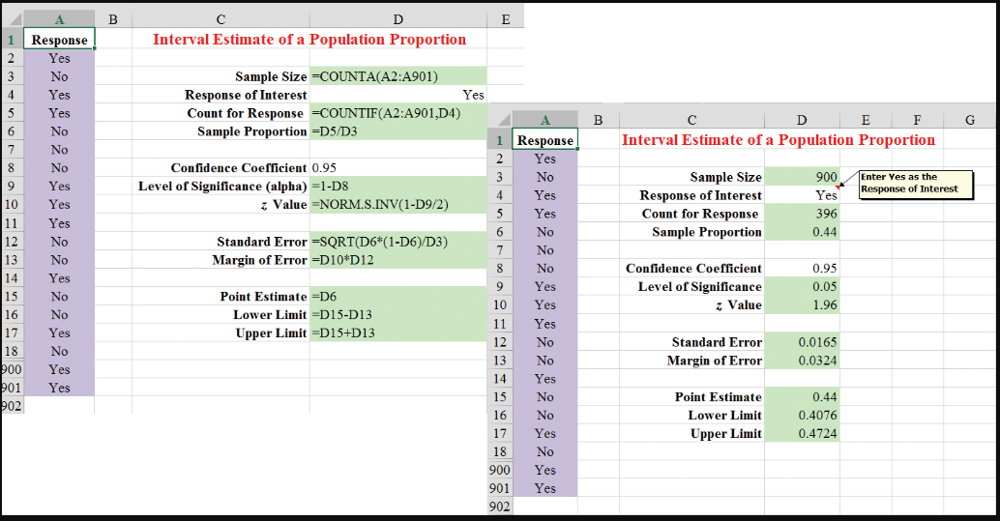 A B C D E
1 Response Interval Estimate of a Population Proportion
2 Yes
3 No Sample Size =COUNTA(A2:A901)
4 Yes Response of Interest Yes
5 Yes Count for Response =COUNTIF(A2:A901,D4)
6 No Sample Proportion =D5/D3
7 No
8 No Confidence Coefficient 0.95
9 Yes Level of Significance (alpha) =1-D8
10 Yes z Value =NORM.S.INV(1-D9/2)
11 Yes
12 No Standard Error =SQRT(D6*(1-D6)/D3)
13 No Margin of Error =D10*D12
14 Yes
15 No Point Estimate =D6
16 No Lower Limit =D15-D13
17 Yes Upper Limit =D15+D13
18 No
900 Yes
901 Yes
902
A B C D E F G
1 Response Interval Estimate of a Population Proportion
2 Yes
3 No Sample Size 900 Enter Yes as the
4 Yes Response of Interest Yes Response of Interest
5 Yes Count for Response 396
6 No Sample Proportion 0.44
7 No
8 No Confidence Coefficient 0.95
9 Yes Level of Significance 0.05
10 Yes z Value 1.96
11 Yes
12 No Standard Error 0.0165
13 No Margin of Error 0.0324
14 Yes
15 No Point Estimate 0.44
16 No Lower Limit 0.4076
17 Yes Upper Limit 0.4724
18 No
900 Yes
901 Yes
902